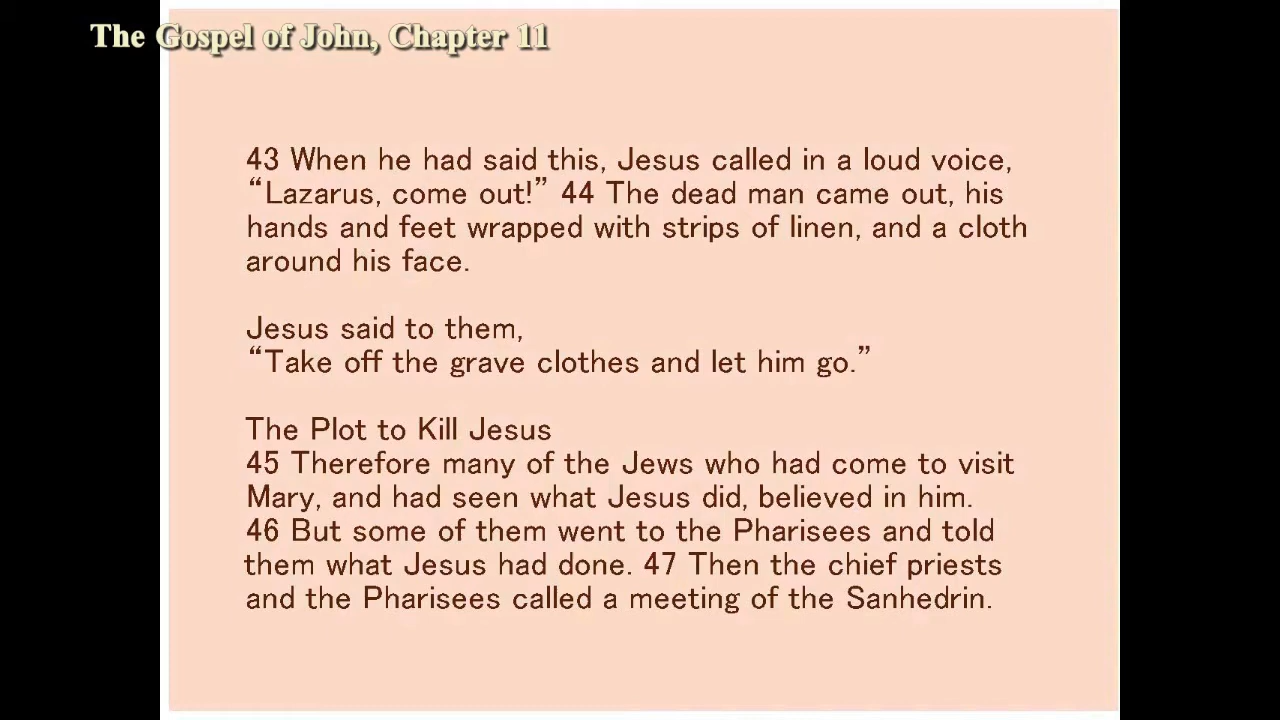 The Gospel of John, Chapter 11
43 When he had said this, Jesus called in a loud voice,
“Lazarus, come out!” 44 The dead man came out, his
hands and feet wrapped with strips of linen, and a cloth
around his face.
Jesus said to them,
“Take off the grave clothes and let him go.”
The Plot to Kill Jesus
45 Therefore many of the Jews who had come to visit
Mary, and had seen what Jesus did, believed in him.
46 But some of them went to the Pharisees and told
them what Jesus had done. 47 Then the chief priests
and the Pharisees called a meeting of the Sanhedrin.